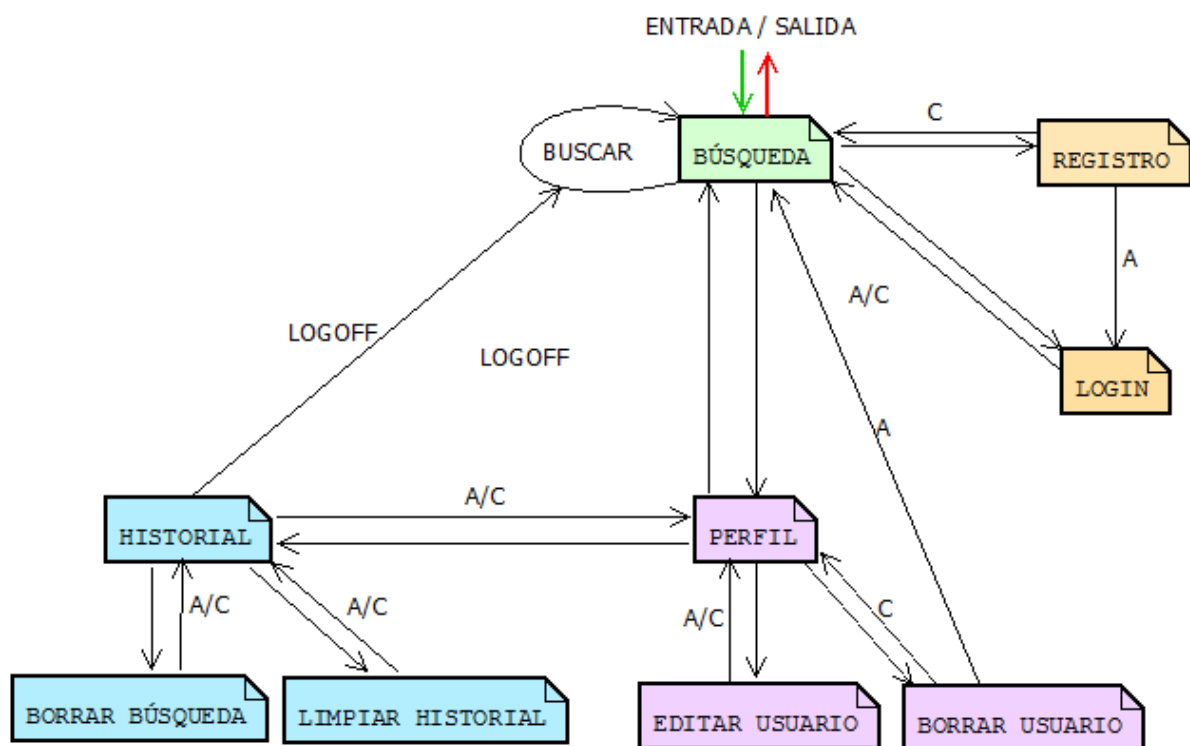 ENTRADA / SALIDA
C
BUSCAR
BÚSQUEDA
REGISTRO
A
A/C
LOGOFF
LOGOFF
LOGIN
A
A/C
HISTORIAL
PERFIL
A/C
A/C
A/C
C
BORRAR BÚSQUEDA
LIMPIAR HISTORIAL
EDITAR USUARIO
BORRAR USUARIO